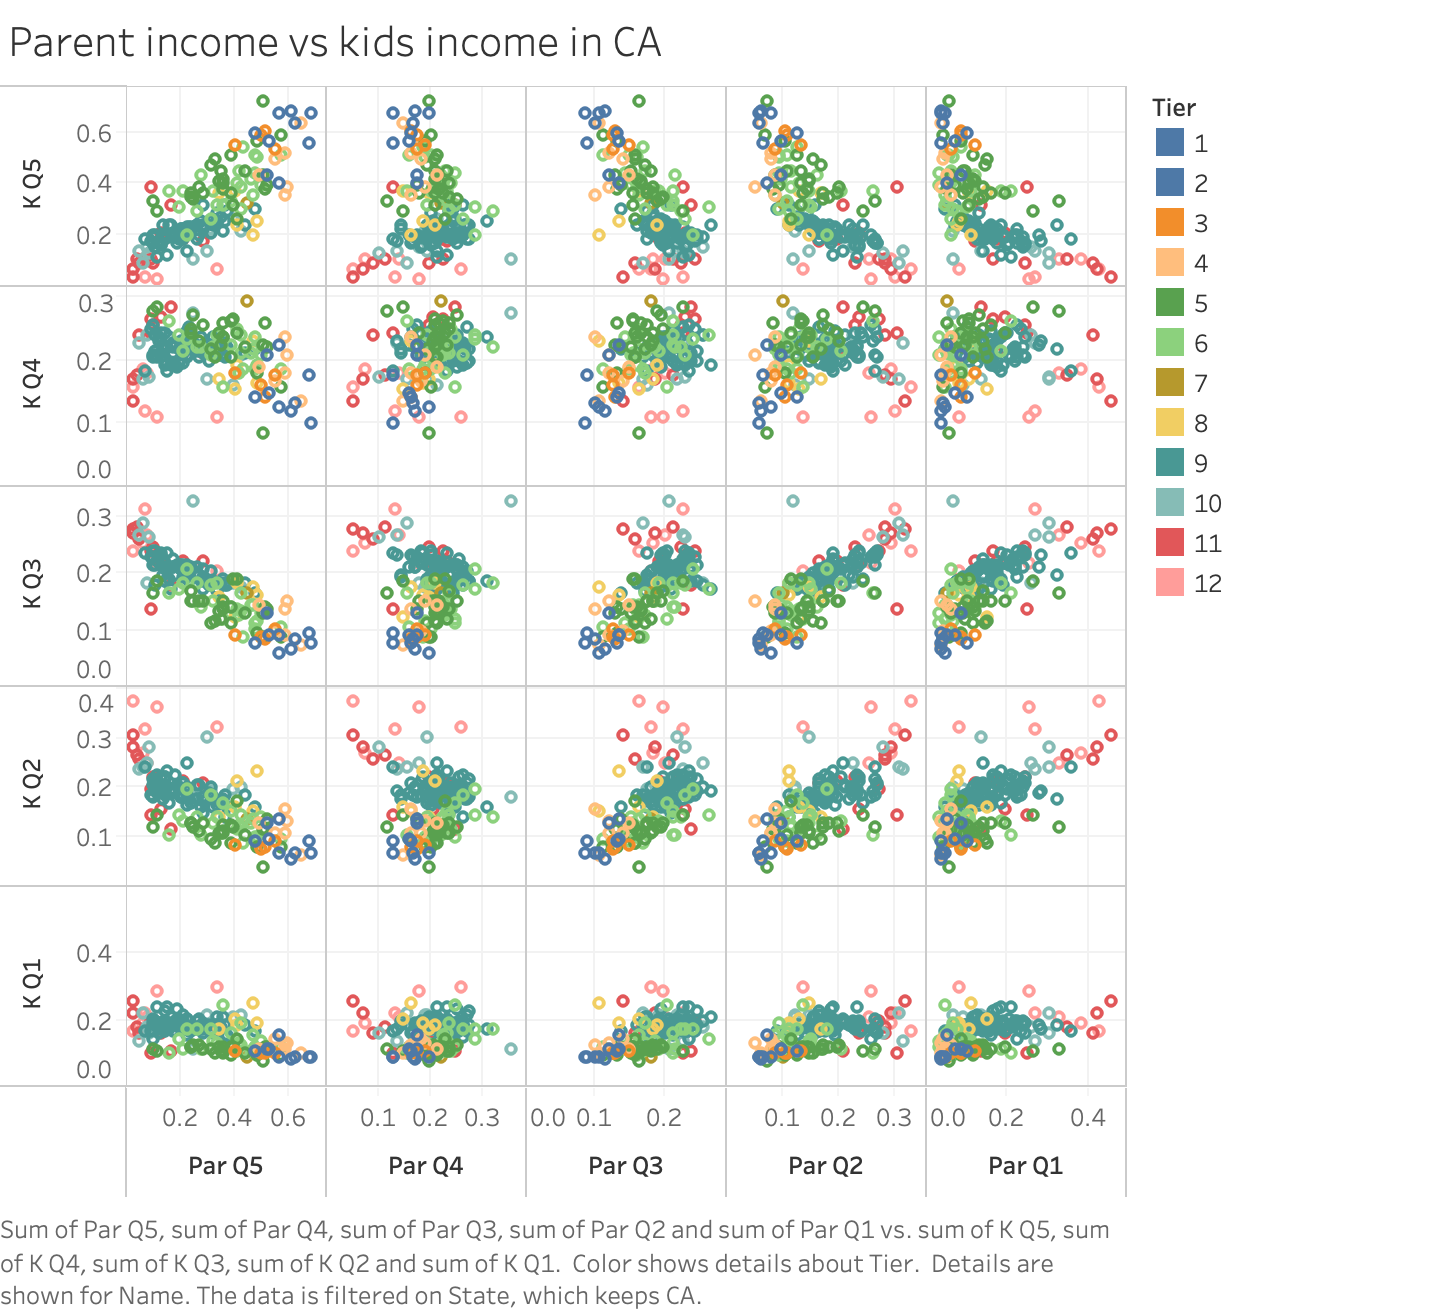 Parent income vs kids income in CA
Tier
1
2
3
4
5
6
7
8
9
10
11
12
K Q5
0.6
0.4
0.2
K Q4
0.3
0.2
0.1
0.0
K Q3
0.3
0.2
0.1
0.0
K Q2
0.4
0.3
0.2
0.1
K Q1
0.4
0.2
0.0
0.2 0.4 0.6 0.1 0.2 0.3 0.0 0.1 0.2 0.1 0.2 0.3 0.0 0.2 0.4
Par Q5 Par Q4 Par Q3 Par Q2 Par Q1
Sum of Par Q5, sum of Par Q4, sum of Par Q3, sum of Par Q2 and sum of Par Q1 vs. sum of K Q5, sum
of K Q4, sum of K Q3, sum of K Q2 and sum of K Q1.  Color shows details about Tier.  Details are
shown for Name. The data is filtered on State, which keeps CA.